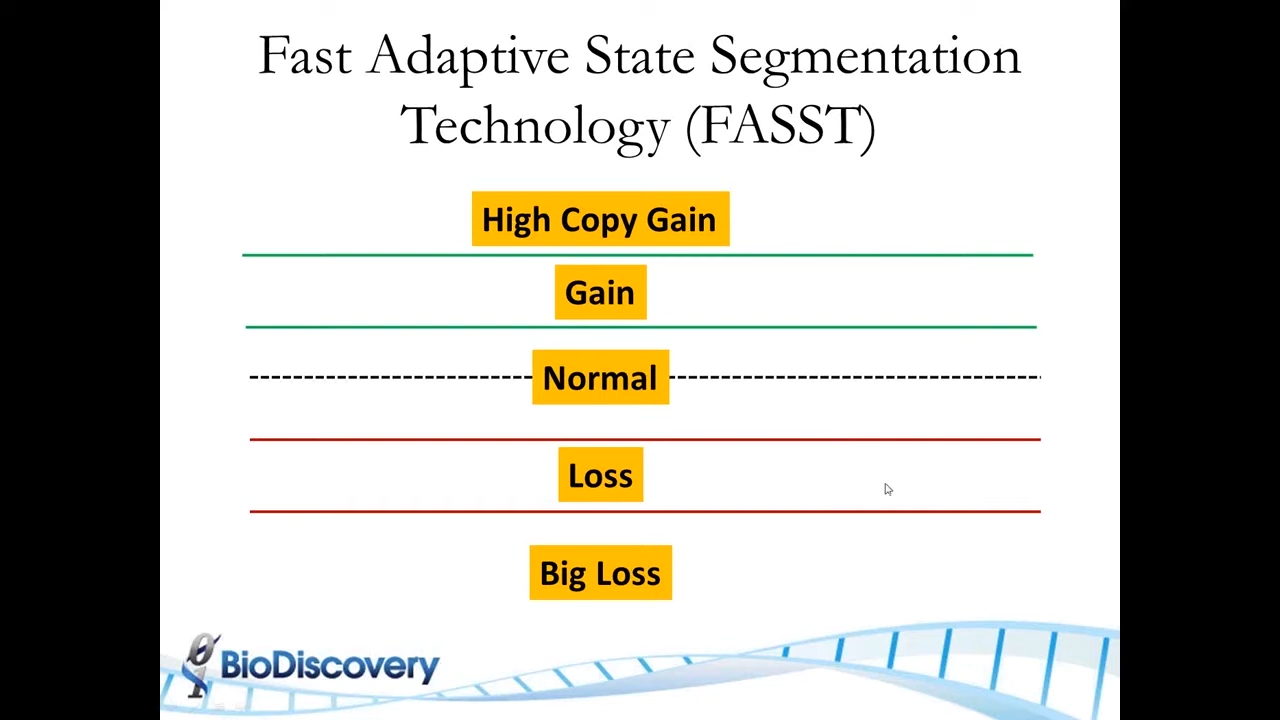 Fast Adaptive State Segmentation
Technology (FASST)
High Copy Gain
Gain
Normal
Loss
Big Loss
BioDiscovery